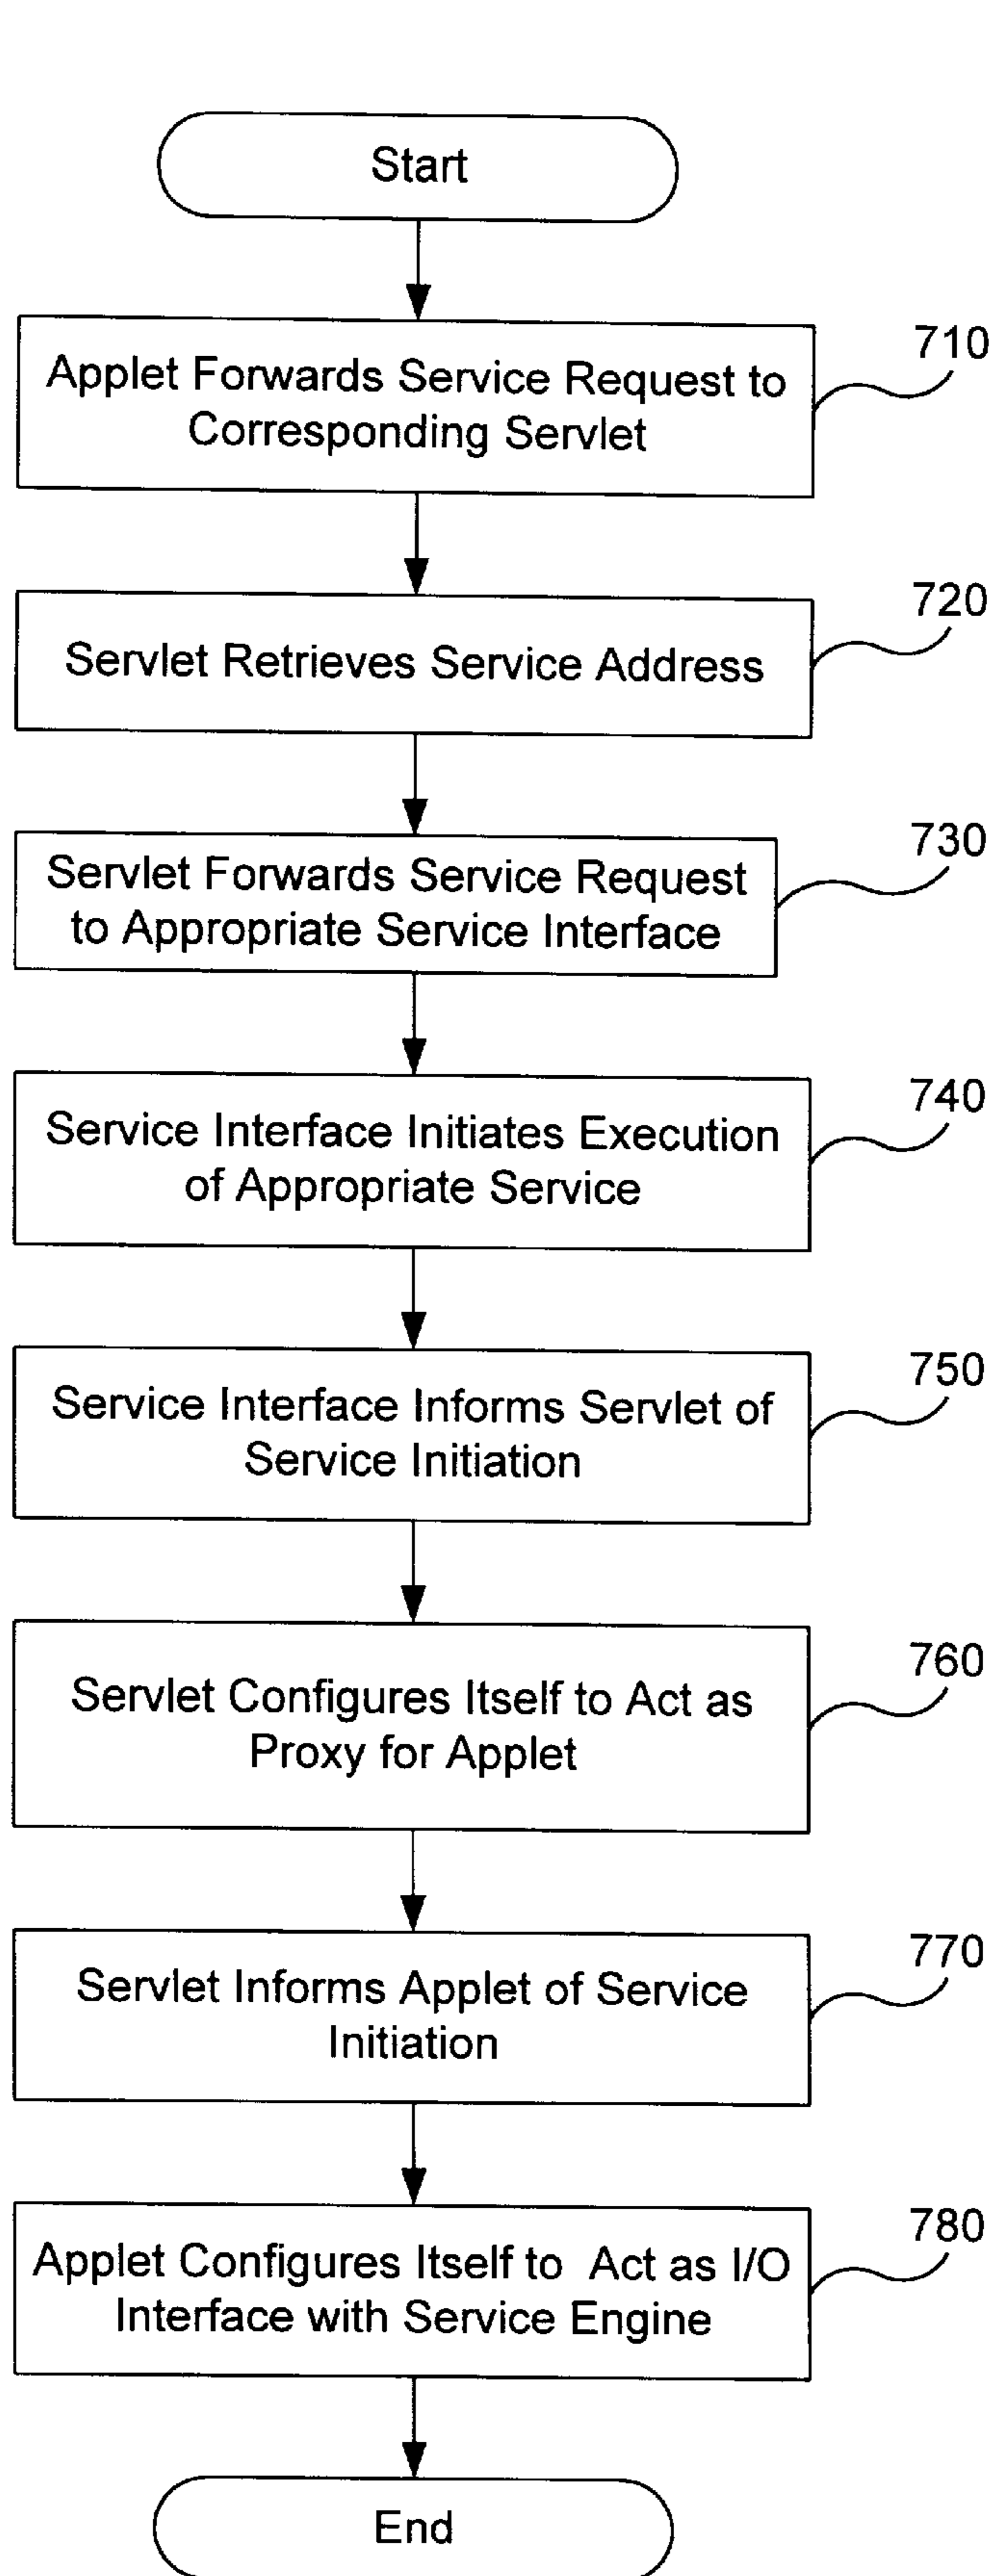 Start
710
Applet Forwards Service Request to
Corresponding Servlet
720
Servlet Retrieves Service Address
730
Servlet Forwards Service Request
to Appropriate Service Interface
740
Service Interface Initiates Execution
of Appropriate Service
750
Service Interface Informs Servlet of
Service Initiation
760
Servlet Configures Itself to Act as
Proxy for Applet
770
Servlet Informs Applet of Service
Initiation
780
Applet Configures Itself to Act as I/O
Interface with Service Engine
End